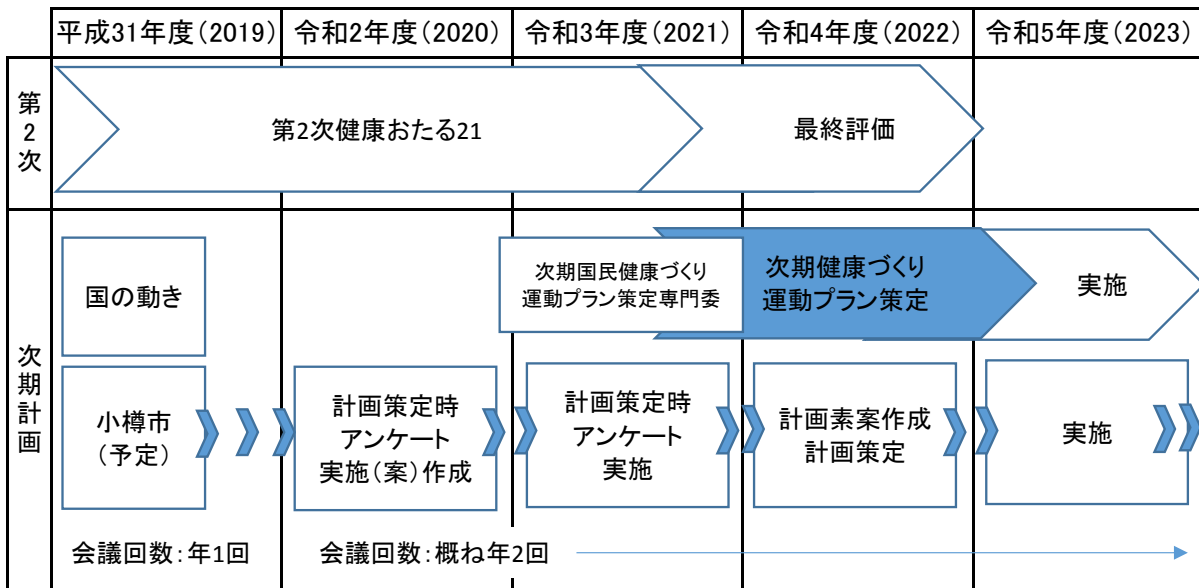 平成31年度(2019)
令和2年度(2020)
令和3年度(2021)
令和4年度(2022)
令和5年度(2023)
第2次
第2次健康おたる21
最終評価
次期計画
国の動き
次期国民健康づくり
運動プラン策定専門委
次期健康づくり
運動プラン策定
実施
小樽市
(予定)
計画策定時
アンケート
実施(案)作成
計画策定時
アンケート
実施
計画素案作成
計画策定
実施
会議回数:年1回
会議回数:概ね年2回